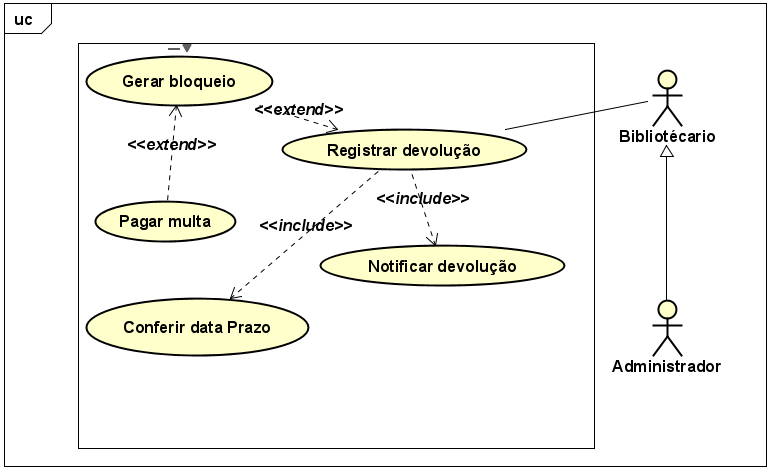 uc
Gerar bloqueio
<<extend>>
<<extend>>
Registrar devolução
Bibliotécario
<<include>>
Pagar multa
<<include>>
Notificar devolução
Conferir data Prazo
Administrador